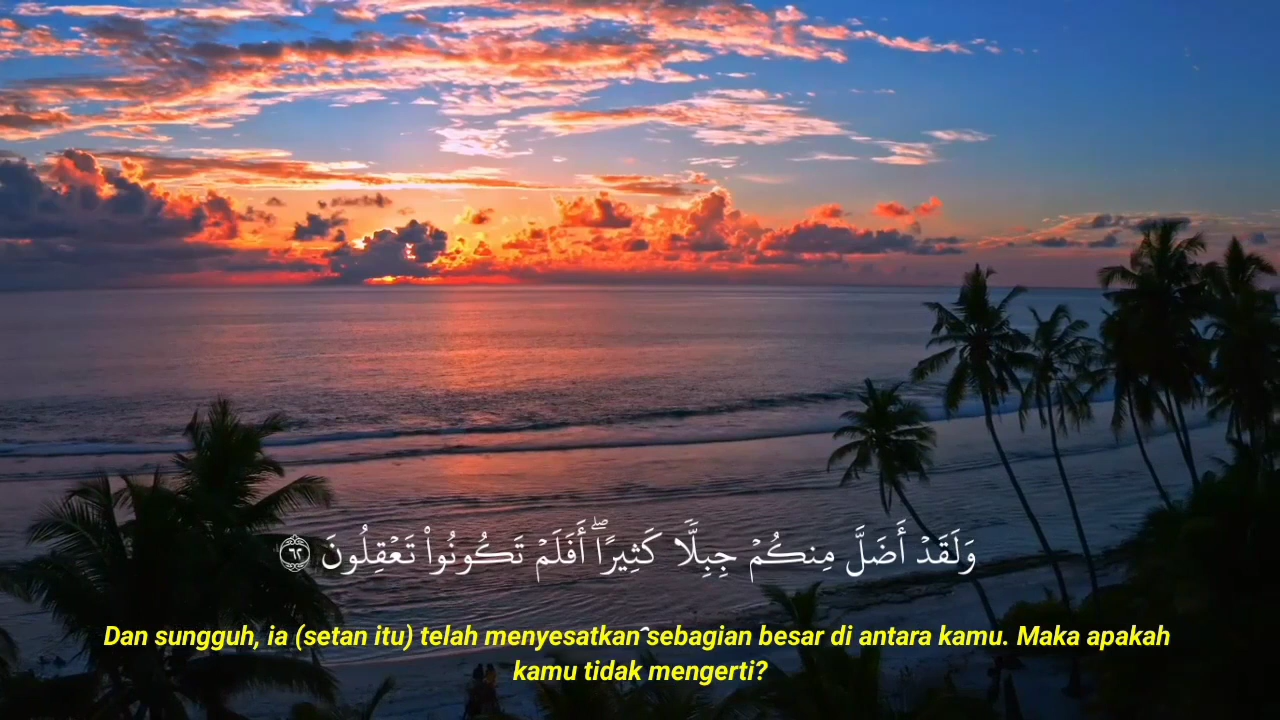 وَلَقَدۡ أَضَلَّ مِنكُمۡ جِبِلّٗا كَثِيرًاۖ أَفَلَمۡ تَكُونُواْ تَعۡقِلُونَ ٦٢
Dan sungguh, ia (setan itu) telah menyesatkan sebagian besar di antara kamu. Maka apakah
kamu tidak mengerti?